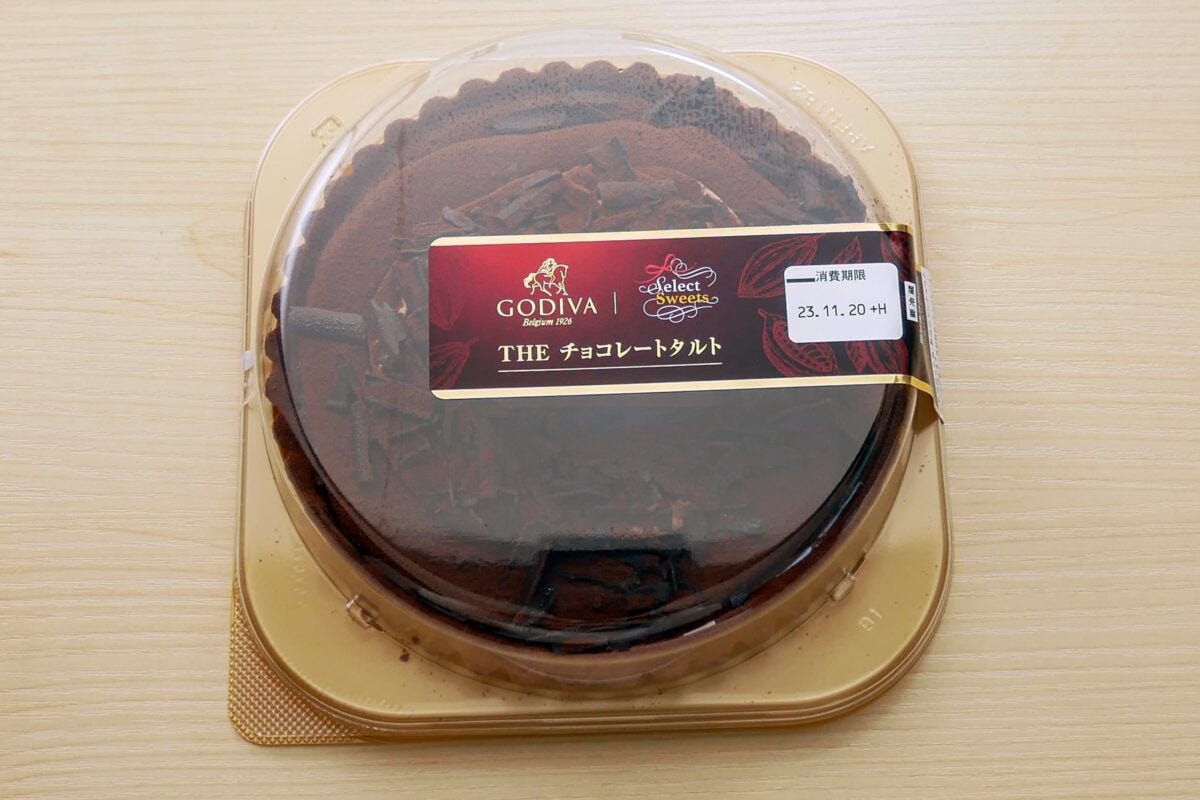 GODIVA
Belgium 1926
Select
Sweets
THE チョコレートタルト
消費期限
23.11.20 +H